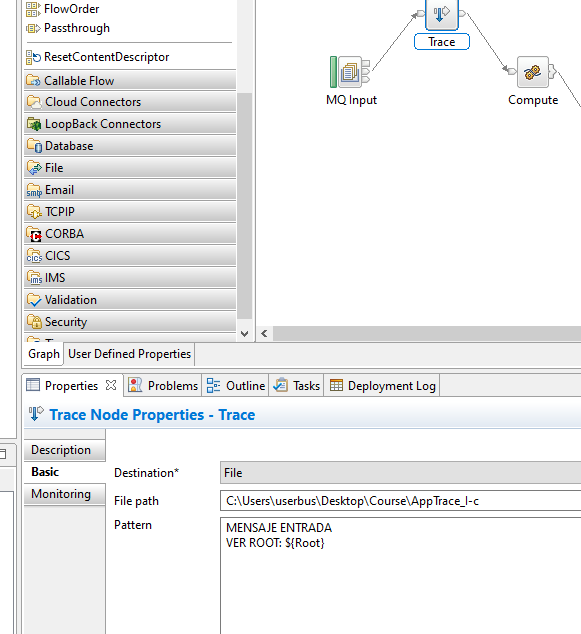 FlowOrder
Passthrough
ResetContentDescriptor
Callable Flow
Cloud Connectors
LoopBack Connectors
Database
File
Email
TCPIP
CORBA
CICS
IMS
Validation
Security
Graph User Defined Properties
Trace
MQ Input
Compute
Properties Problems Outline Tasks Deployment Log
Trace Node Properties - Trace
Description
Basic
Monitoring
Destination* File
File path C:\Users\userbus\Desktop\Course\AppTrace_I-c
Pattern MENSAJE ENTRADA
VER ROOT: ${Root}